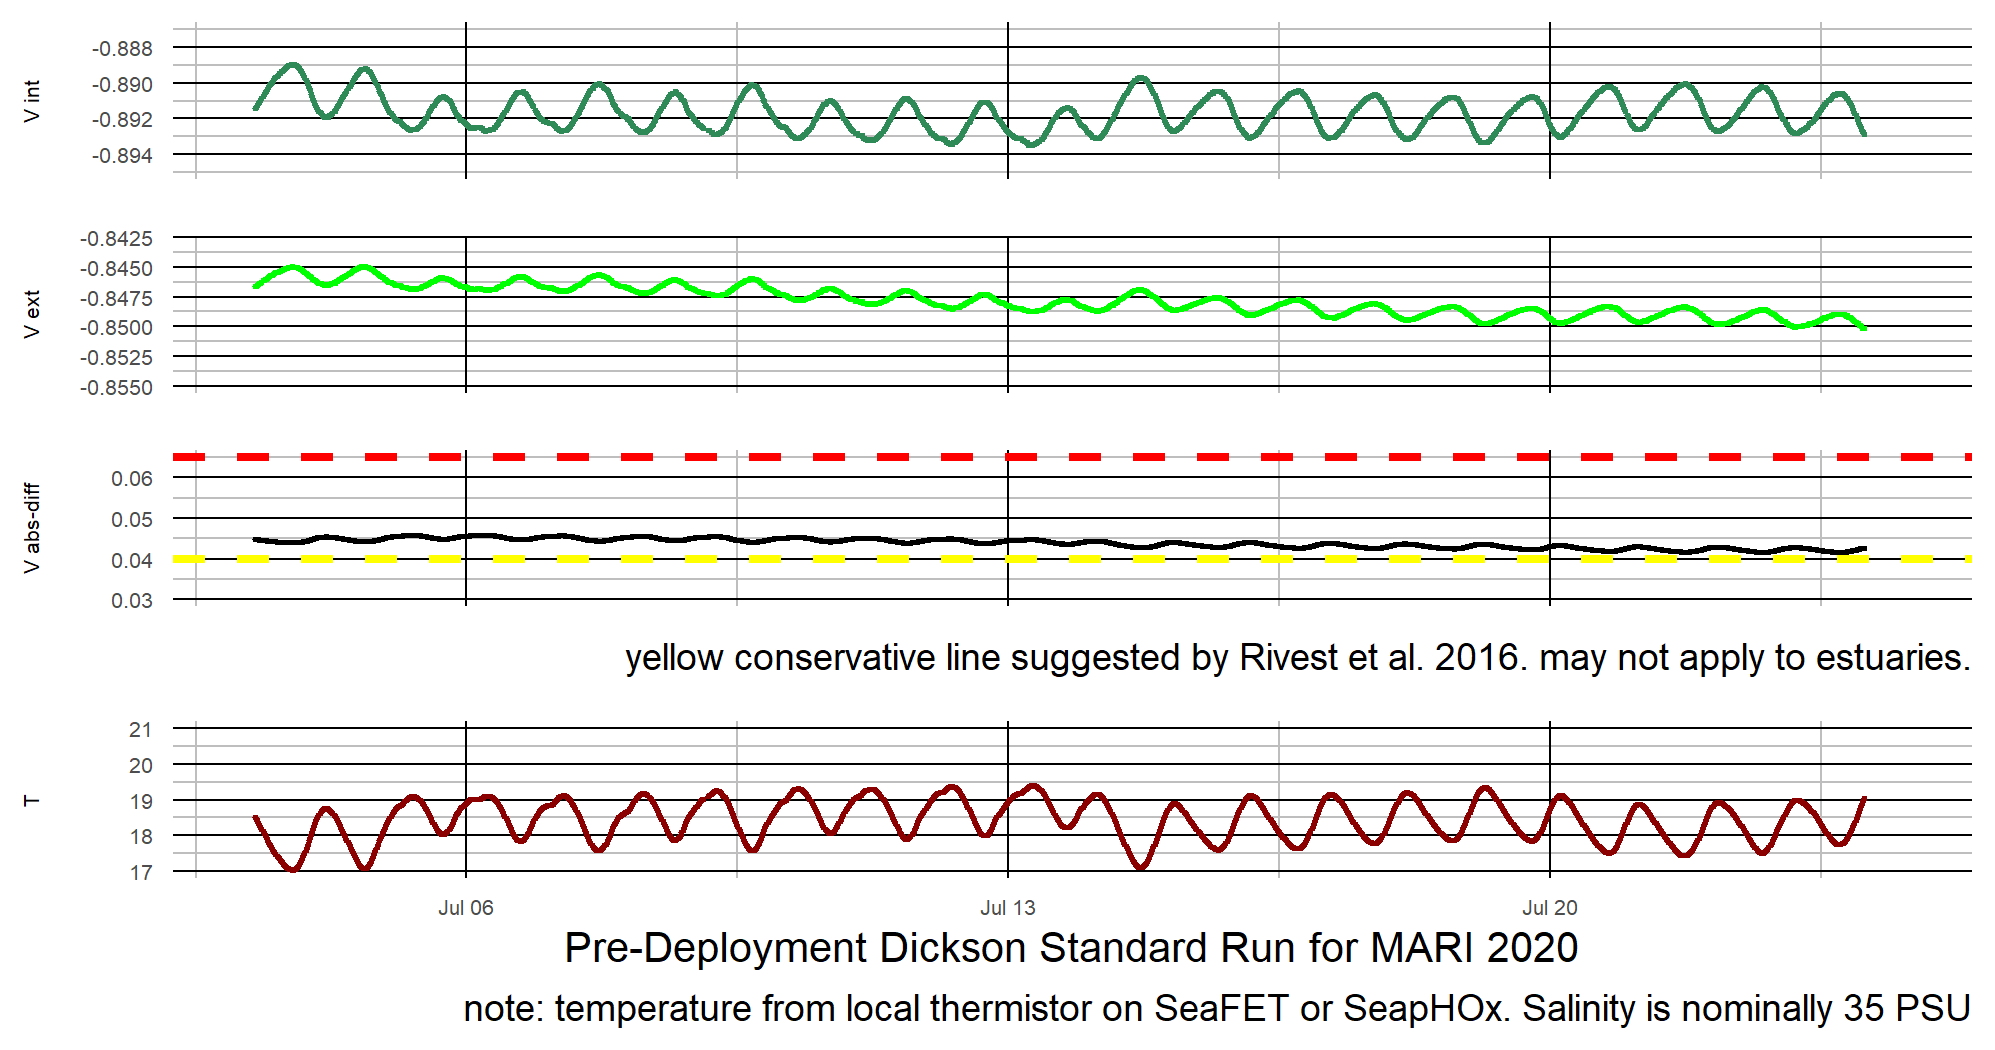 V int
-0.888
-0.890
-0.892
-0.894
V ext
-0.8425
-0.8450
-0.8475
-0.8500
-0.8525
-0.8550
V abs-diff
0.06
0.05
0.04
0.03
yellow conservative line suggested by Rivest et al. 2016. may not apply to estuaries.
T
21
20
19
18
17
Jul 06 Jul 13 Jul 20
Pre-Deployment Dickson Standard Run for MARI 2020
note: temperature from local thermistor on SeaFET or SeapHOx. Salinity is nominally 35 PSU